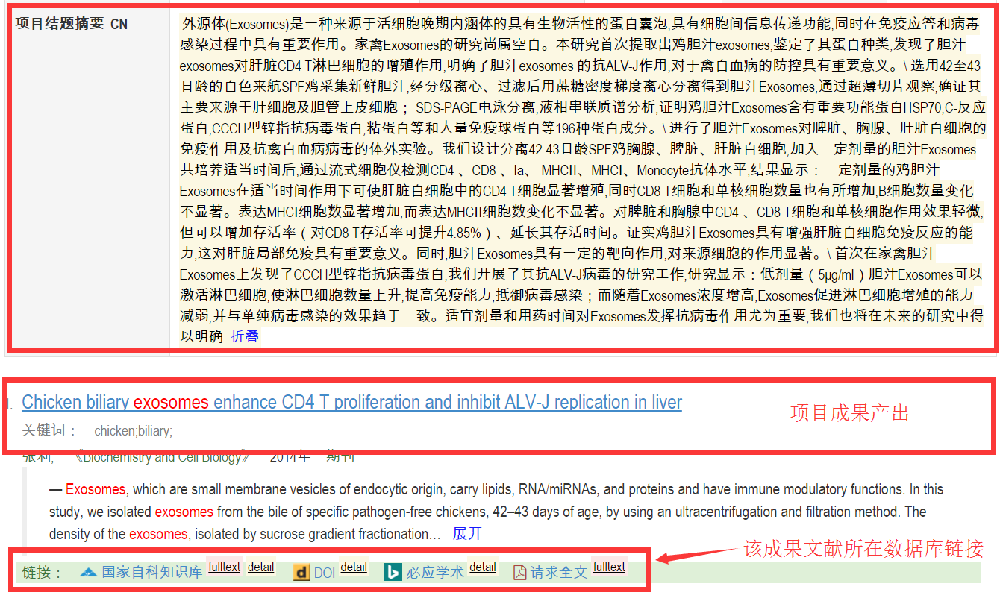 项目结题摘要_CN
外源体(Exosomes)是一种来源于活细胞晚期内涵体的具有生物活性的蛋白囊泡,具有细胞间信息传递功能,同时在免疫应答和病毒
感染过程中具有重要作用。家禽Exosomes的研究尚属空白。本研究首次提取出鸡胆汁exosomes,鉴定了其蛋白种类,发现了胆汁
exosomes对肝脏CD4 T淋巴细胞的增殖作用,明确了胆汁exosomes 的抗ALV-J作用,对于禽白血病的防控具有重要意义。\ 选用42至43
日龄的白色来航SPF鸡采集新鲜胆汁,经分级离心、过滤后用蔗糖密度梯度离心分离得到胆汁Exosomes,通过超薄切片观察,确证其
主要来源于肝细胞及胆管上皮细胞； SDS-PAGE电泳分离,液相串联质谱分析,证明鸡胆汁Exosomes含有重要功能蛋白HSP70,C-反应
蛋白,CCCH型锌指抗病毒蛋白,粘蛋白等和大量免疫球蛋白等196种蛋白成分。\ 进行了胆汁Exosomes对脾脏、胸腺、肝脏白细胞的
免疫作用及抗禽白血病病毒的体外实验。我们设计分离42-43日龄SPF鸡胸腺、脾脏、肝脏白细胞,加入一定剂量的胆汁Exosomes
共培养适当时间后,通过流式细胞仪检测CD4 、CD8 、Ia、 MHCII、MHCI、Monocyte抗体水平,结果显示：一定剂量的鸡胆汁
Exosomes在适当时间作用下可使肝脏白细胞中的CD4 T细胞显著增殖,同时CD8 T细胞和单核细胞数量也有所增加,B细胞数量变化
不显著。表达MHCI细胞数显著增加,而表达MHCII细胞数变化不显著。对脾脏和胸腺中CD4 、CD8 T细胞和单核细胞作用效果轻微,
但可以增加存活率（对CD8 T存活率可提升4.85%）、延长其存活时间。证实鸡胆汁Exosomes具有增强肝脏白细胞免疫反应的能
力,这对肝脏局部免疫具有重要意义。同时,胆汁Exosomes具有一定的靶向作用,对来源细胞的作用显著。\ 首次在家禽胆汁
Exosomes上发现了CCCH型锌指抗病毒蛋白,我们开展了其抗ALV-J病毒的研究工作,研究显示：低剂量（5μg/ml）胆汁Exosomes可以
激活淋巴细胞,使淋巴细胞数量上升,提高免疫能力,抵御病毒感染；而随着Exosomes浓度增高,Exosomes促进淋巴细胞增殖的能力
减弱,并与单纯病毒感染的效果趋于一致。适宜剂量和用药时间对Exosomes发挥抗病毒作用尤为重要,我们也将在未来的研究中得
以明确 折叠
Chicken biliary exosomes enhance CD4 T proliferation and inhibit ALV-J replication in liver
项目成果产出
关键词： chicken;biliary;
张利, 《Biochemistry and Cell Biology》 2014年 期刊
— Exosomes, which are small membrane vesicles of endocytic origin, carry lipids, RNA/miRNAs, and proteins and have immune modulatory functions. In this
study, we isolated exosomes from the bile of specific pathogen-free chickens, 42–43 days of age, by using an ultracentrifugation and filtration method. The
density of the exosomes, isolated by sucrose gradient fractionation… 展开
该成果文献所在数据库链接
链接： 国家自科知识库 fulltext detail DOI detail 必应学术 detail 请求全文 fulltext